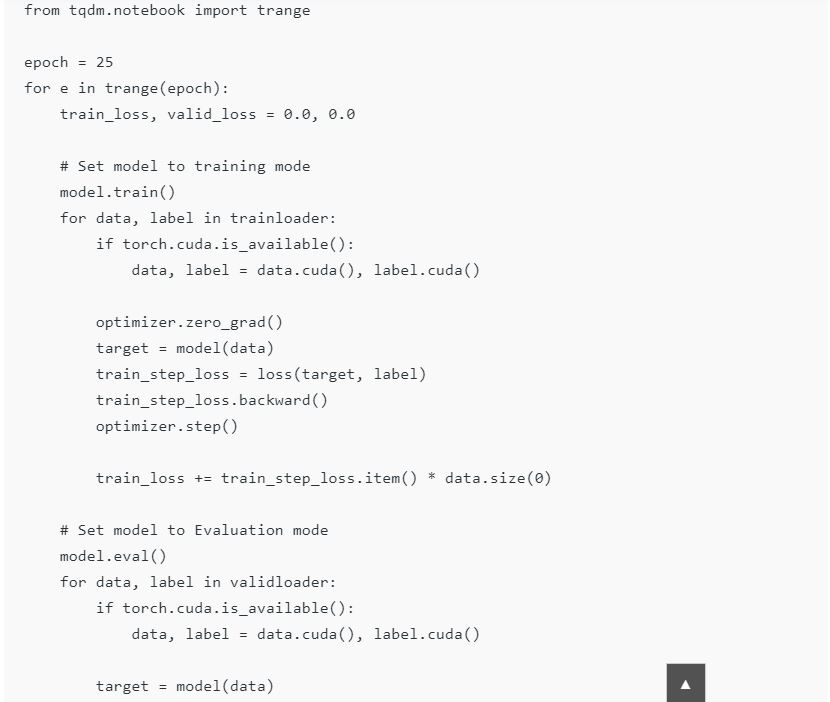 from tqdm.notebook import trange
epoch = 25
for e in trange(epoch):
    train_loss, valid_loss = 0.0, 0.0
    # Set model to training mode
    model.train()
    for data, label in trainloader:
        if torch.cuda.is_available():
            data, label = data.cuda(), label.cuda()
        optimizer.zero_grad()
        target = model(data)
        train_step_loss = loss(target, label)
        train_step_loss.backward()
        optimizer.step()
        train_loss += train_step_loss.item() * data.size(0)
    # Set model to Evaluation mode
    model.eval()
    for data, label in validloader:
        if torch.cuda.is_available():
            data, label = data.cuda(), label.cuda()
        target = model(data)